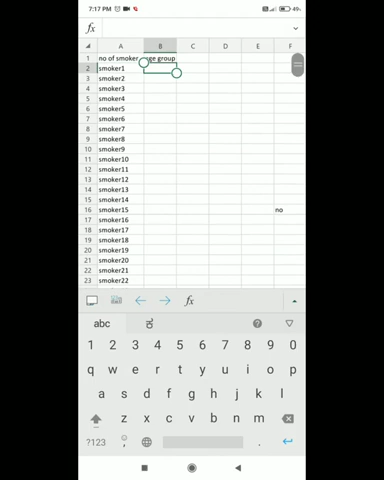 7:17 PM
49%
fx
A B C D E F
1 no of smoker age group
2 smoker1
3 smoker2
4 smoker3
5 smoker4
6 smoker5
7 smoker6
8 smoker7
9 smoker8
10 smoker9
11 smoker10
12 smoker11
13 smoker12
14 smoker13
15 smoker14
16 smoker15 no
17 smoker16
18 smoker17
19 smoker18
20 smoker19
21 smoker20
22 smoker21
23 smoker22
fx
abc
1 2 3 4 5 6 7 8 9 0
q w e r t y u i o p
a s d f g h j k l
z x c v b n m
?123 , .